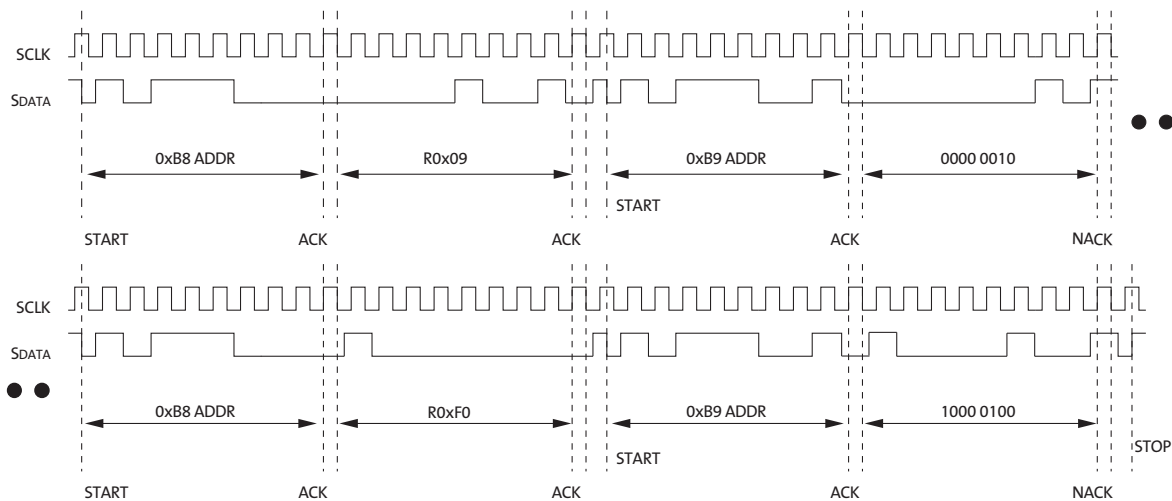 SCLK
SDATA
0xB8 ADDR R0x09 0xB9 ADDR 0000 0010
START
START ACK ACK ACK NACK
SCLK
SDATA
0xB8 ADDR R0xF0 0xB9 ADDR 1000 0100
STOP
START
START ACK ACK ACK NACK